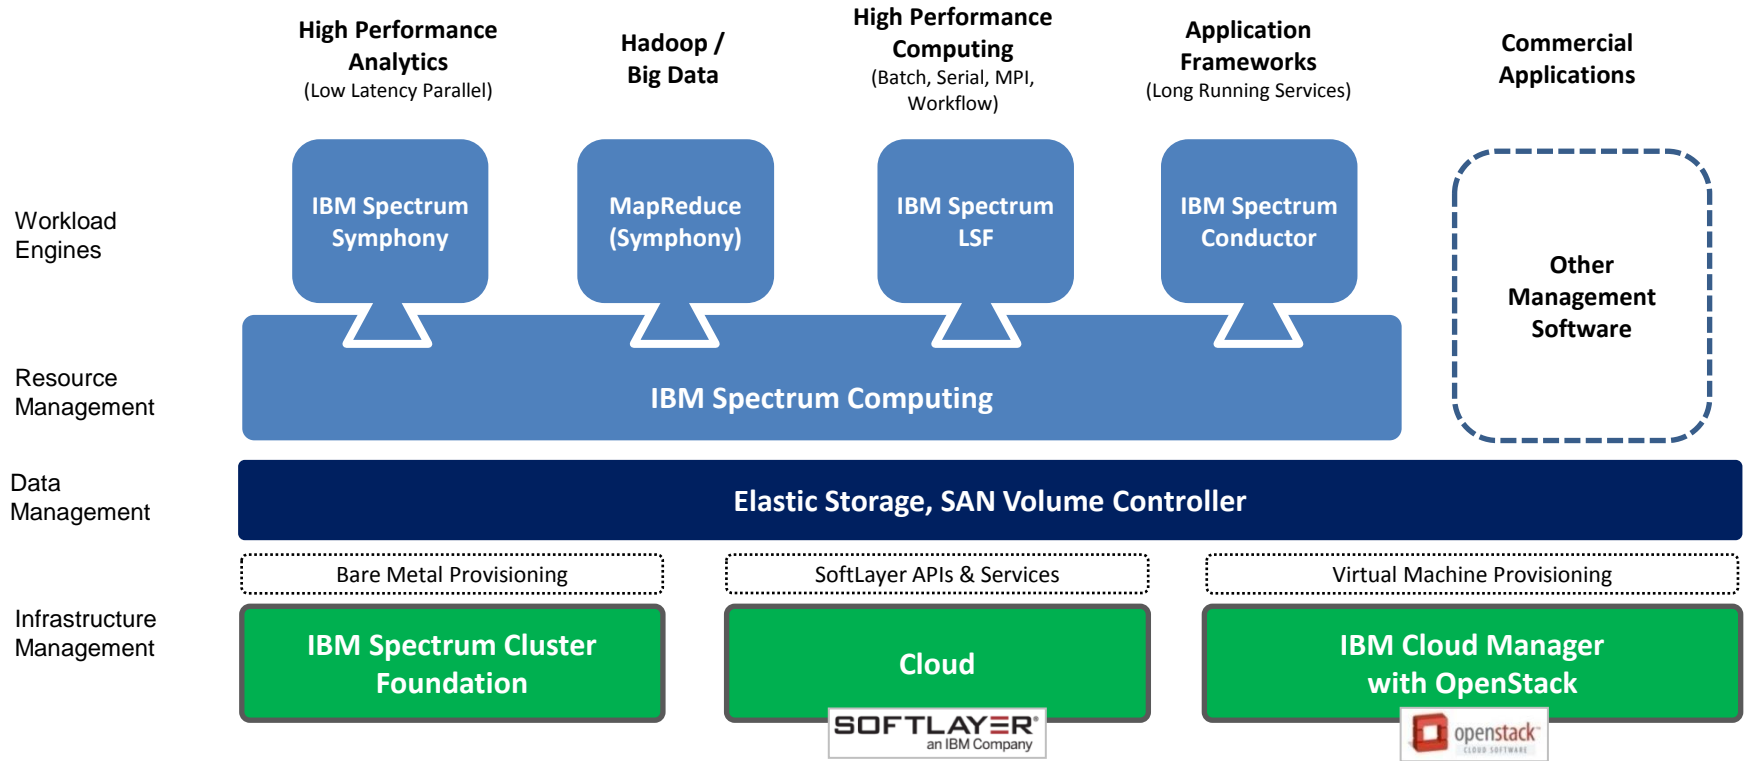 High Performance
Analytics
(Low Latency Parallel)
Hadoop /
Big Data
High Performance
Computing
(Batch, Serial, MPI,
Workflow)
Application
Frameworks
(Long Running Services)
Commercial
Applications
Workload
Engines
IBM Spectrum
Symphony
MapReduce
(Symphony)
IBM Spectrum
LSF
IBM Spectrum
Conductor
Other
Management
Software
Resource
Management
IBM Spectrum Computing
Data
Management
Elastic Storage, SAN Volume Controller
Bare Metal Provisioning
SoftLayer APIs & Services
Virtual Machine Provisioning
Infrastructure
Management
IBM Spectrum Cluster
Foundation
Cloud
IBM Cloud Manager
with OpenStack
SOFTLAYER®
an IBM Company
openstack™
CLOUD SOFTWARE